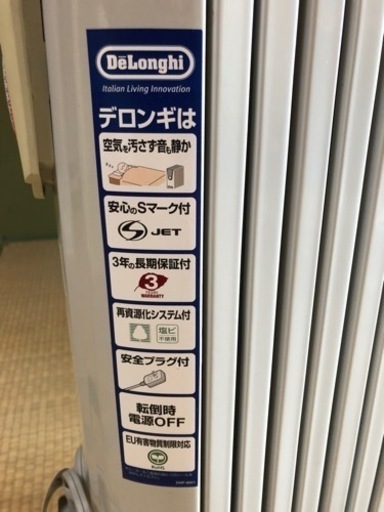 DeLonghi
Italian Living Innovation
デロンギは
空気を汚さず音も静か
安心のSマーク付
S JET
3年の長期保証付
3
WARRANTY
再資源化システム付
塩ビ
不使用
安全プラグ付
転倒時
電源OFF
EU有害物質制限対応
RoHS